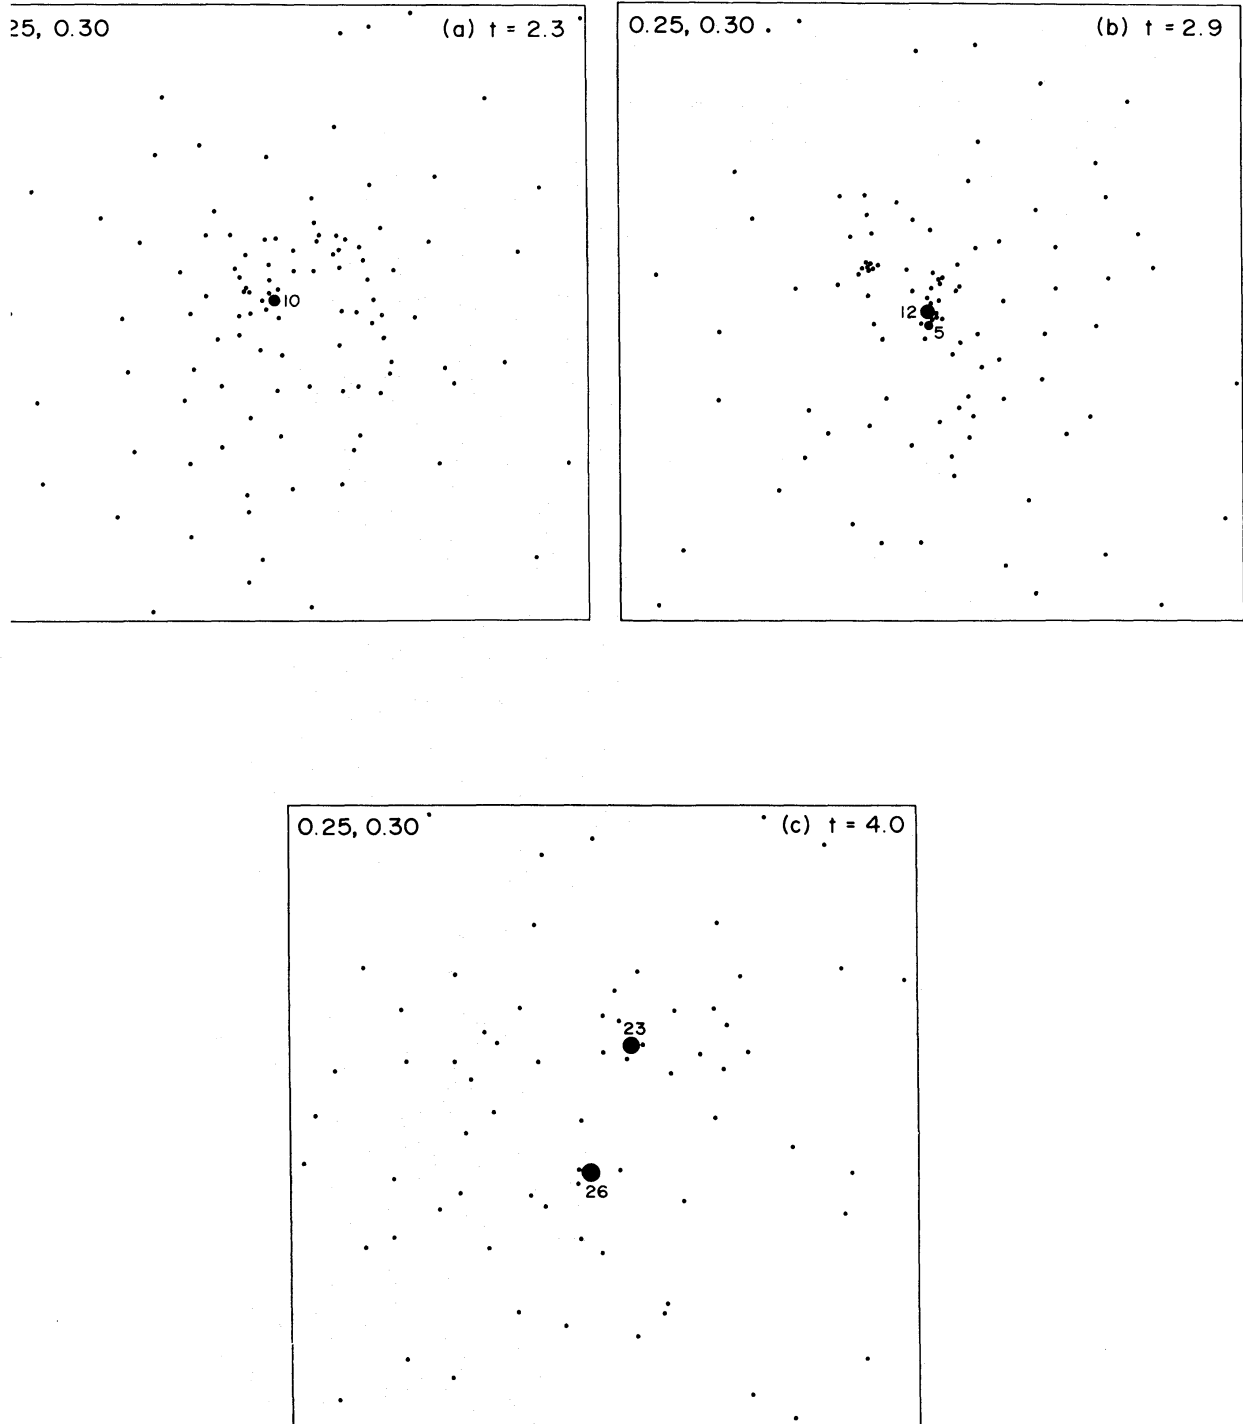 25, 0.30
(a) t = 2.3
10
0.25, 0.30
(b) t = 2.9
12
5
0.25, 0.30
(c) t = 4.0
23
26